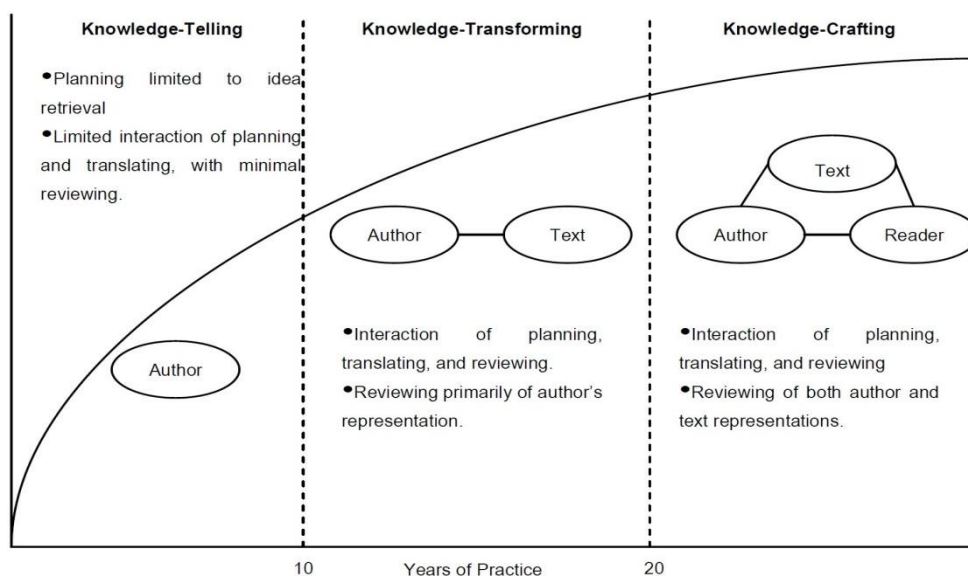 Knowledge-Telling
•Planning limited to idea
retrieval
•Limited interaction of planning
and translating, with minimal
reviewing.
Author
Knowledge-Transforming
Author
Text
•Interaction of planning,
translating, and reviewing.
•Reviewing primarily of author's
representation.
Knowledge-Crafting
Text
Author
Reader
•Interaction of planning,
translating, and reviewing
•Reviewing of both author and
text representations.
10
Years of Practice
20